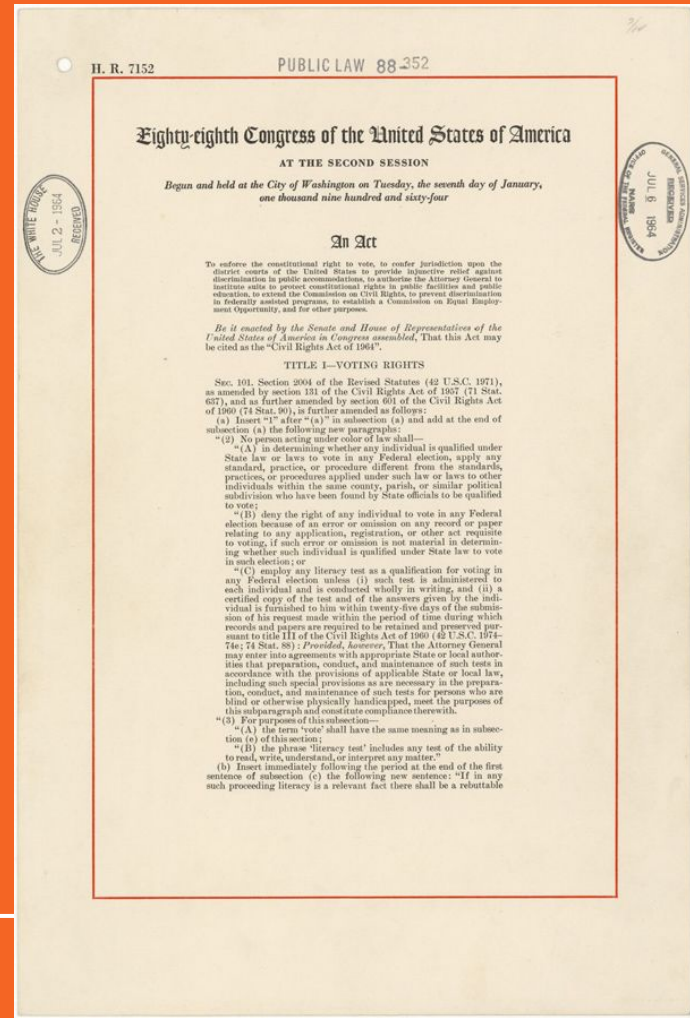 H. R. 7152
PUBLIC LAW 88-352
Eighty-eighth Congress of the United States of America
AT THE SECOND SESSION
Begun and held at the City of Washington on Tuesday, the seventh day of January,
one thousand nine hundred and sixty-four
THE WHITE HOUSE
JUL 2 - 1964
RECEIVED
GENERAL SERVICES ADMINISTRATION
RECEIVED
JUL 6 1964
NARS
OFFICE OF THE FEDERAL REGISTER
An Act
To enforce the constitutional right to vote, to confer jurisdiction upon the
district courts of the United States to provide injunctive relief against
discrimination in public accommodations, to authorize the Attorney General to
institute suits to protect constitutional rights in public facilities and public
education, to extend the Commission on Civil Rights, to prevent discrimination
in federally assisted programs, to establish a Commission on Equal Employ-
ment Opportunity, and for other purposes.
Be it enacted by the Senate and House of Representatives of the
United States of America in Congress assembled, That this Act may
be cited as the "Civil Rights Act of 1964".
TITLE I—VOTING RIGHTS
SEC. 101. Section 2004 of the Revised Statutes (42 U.S.C. 1971),
as amended by section 131 of the Civil Rights Act of 1957 (71 Stat.
637), and as further amended by section 601 of the Civil Rights Act
of 1960 (74 Stat. 90), is further amended as follows:
(a) Insert "1" after "(a)" in subsection (a) and add at the end of
subsection (a) the following new paragraphs:
"(2) No person acting under color of law shall—
"(A) in determining whether any individual is qualified under
State law or laws to vote in any Federal election, apply any
standard, practice, or procedure different from the standards,
practices, or procedures applied under such law or laws to other
individuals within the same county, parish, or similar political
subdivision who have been found by State officials to be qualified
to vote;
"(B) deny the right of any individual to vote in any Federal
election because of an error or omission on any record or paper
relating to any application, registration, or other act requisite
to voting, if such error or omission is not material in determin-
ing whether such individual is qualified under State law to vote
in such election; or
"(C) employ any literacy test as a qualification for voting in
any Federal election unless (i) such test is administered to
each individual and is conducted wholly in writing, and (ii) a
certified copy of the test and of the answers given by the indi-
vidual is furnished to him within twenty-five days of the submis-
sion of his request made within the period of time during which
records and papers are required to be retained and preserved pur-
suant to title III of the Civil Rights Act of 1960 (42 U.S.C. 1974–
74e; 74 Stat. 88): Provided, however, That the Attorney General
may enter into agreements with appropriate State or local author-
ities that preparation, conduct, and maintenance of such tests in
accordance with the provisions of applicable State or local law,
including such special provisions as are necessary in the prepara-
tion, conduct, and maintenance of such tests for persons who are
blind or otherwise physically handicapped, meet the purposes of
this subparagraph and constitute compliance therewith.
"(3) For purposes of this subsection—
"(A) the term 'vote' shall have the same meaning as in subsec-
tion (e) of this section;
"(B) the phrase 'literacy test' includes any test of the ability
to read, write, understand, or interpret any matter."
(b) Insert immediately following the period at the end of the first
sentence of subsection (c) the following new sentence: "If in any
such proceeding literacy is a relevant fact there shall be a rebuttable